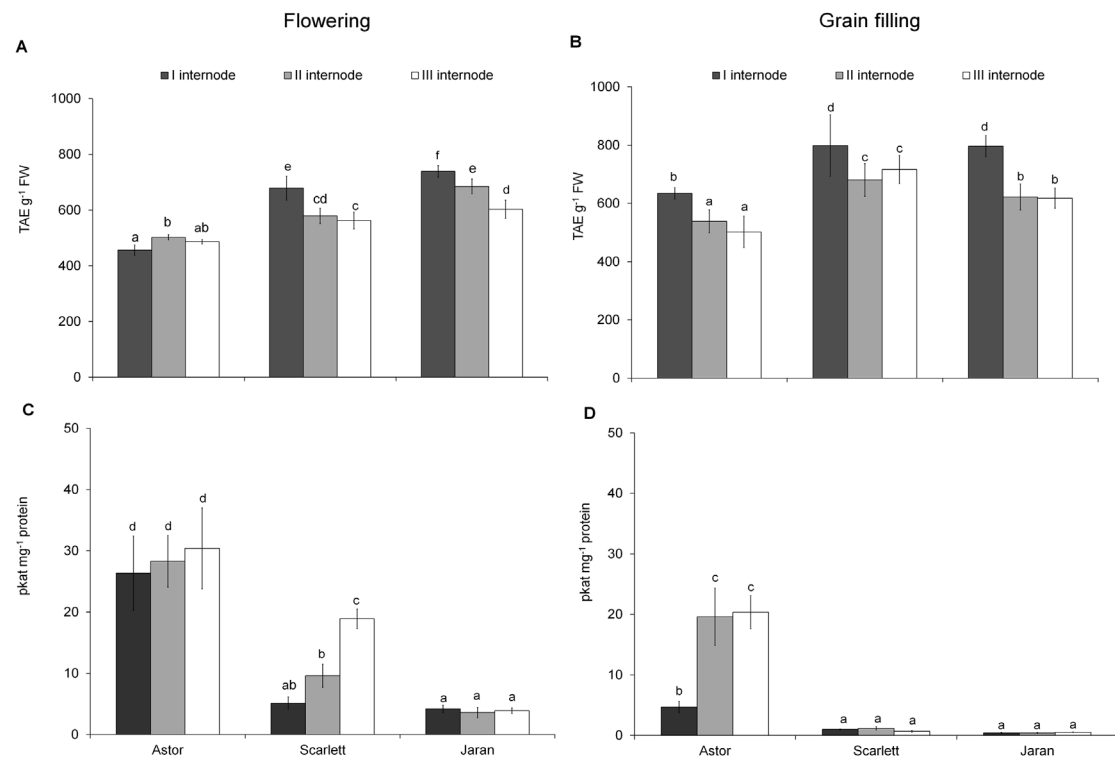 Flowering
Grain filling
A
I internode II internode III internode
TAE g-1 FW
1000
800
600
400
200
0
a b ab
e cd c
f e d
B
I internode II internode III internode
TAE g-1 FW
1000
800
600
400
200
0
b a a
d c c
d b b
C
pkat mg-1 protein
50
40
30
20
10
0
d d d
ab b c
a a a
Astor Scarlett Jaran
D
pkat mg-1 protein
50
40
30
20
10
0
b c c
a a a
a a a
Astor Scarlett Jaran